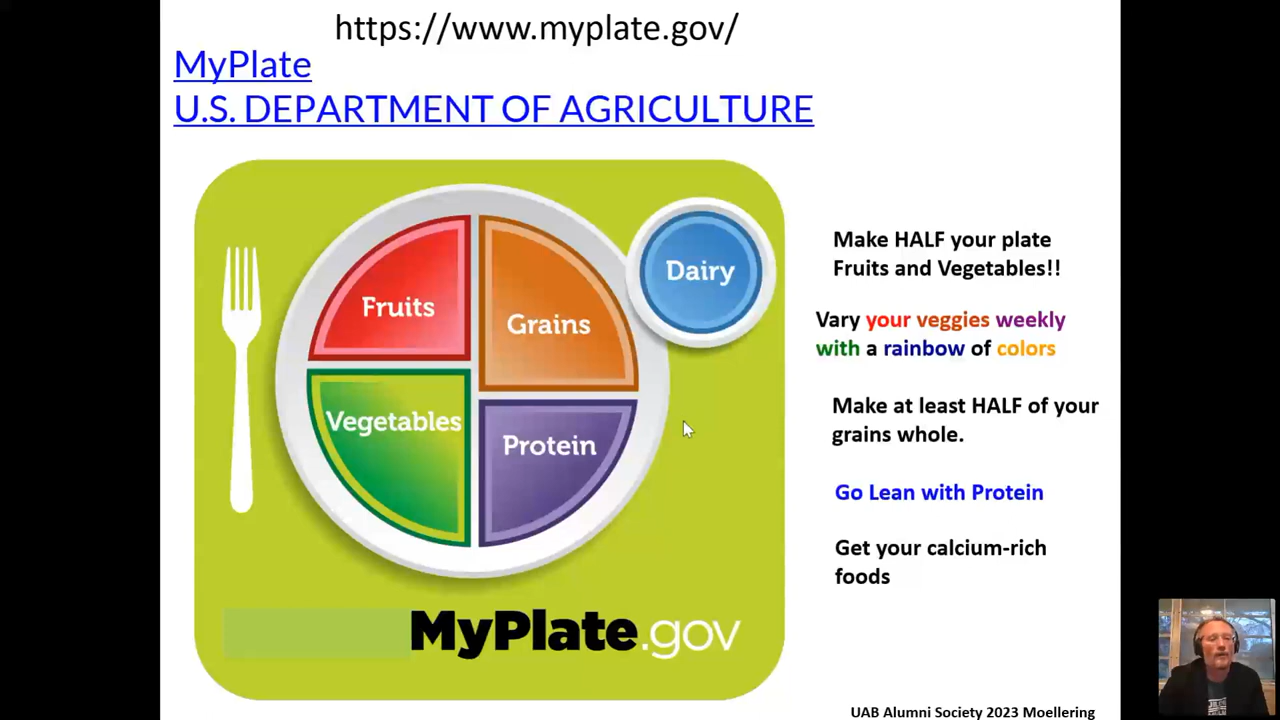 https://www.myplate.gov/
MyPlate
U.S. DEPARTMENT OF AGRICULTURE
Fruits
Grains
Dairy
Vegetables
Protein
MyPlate.gov
Make HALF your plate
Fruits and Vegetables!!
Vary your veggies weekly
with a rainbow of colors
Make at least HALF of your
grains whole.
Go Lean with Protein
Get your calcium-rich
foods
UAB Alumni Society 2023 Moellering